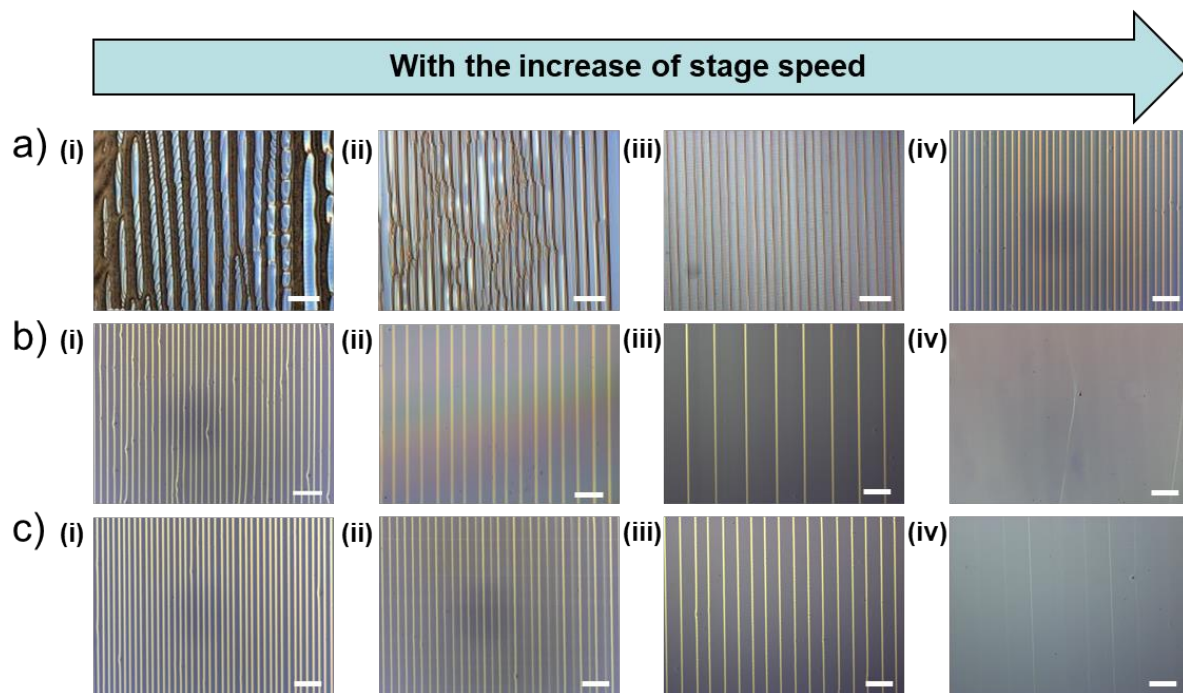 With the increase of stage speed
a) (i) (ii) (iii) (iv)
b) (i) (ii) (iii) (iv)
c) (i) (ii) (iii) (iv)